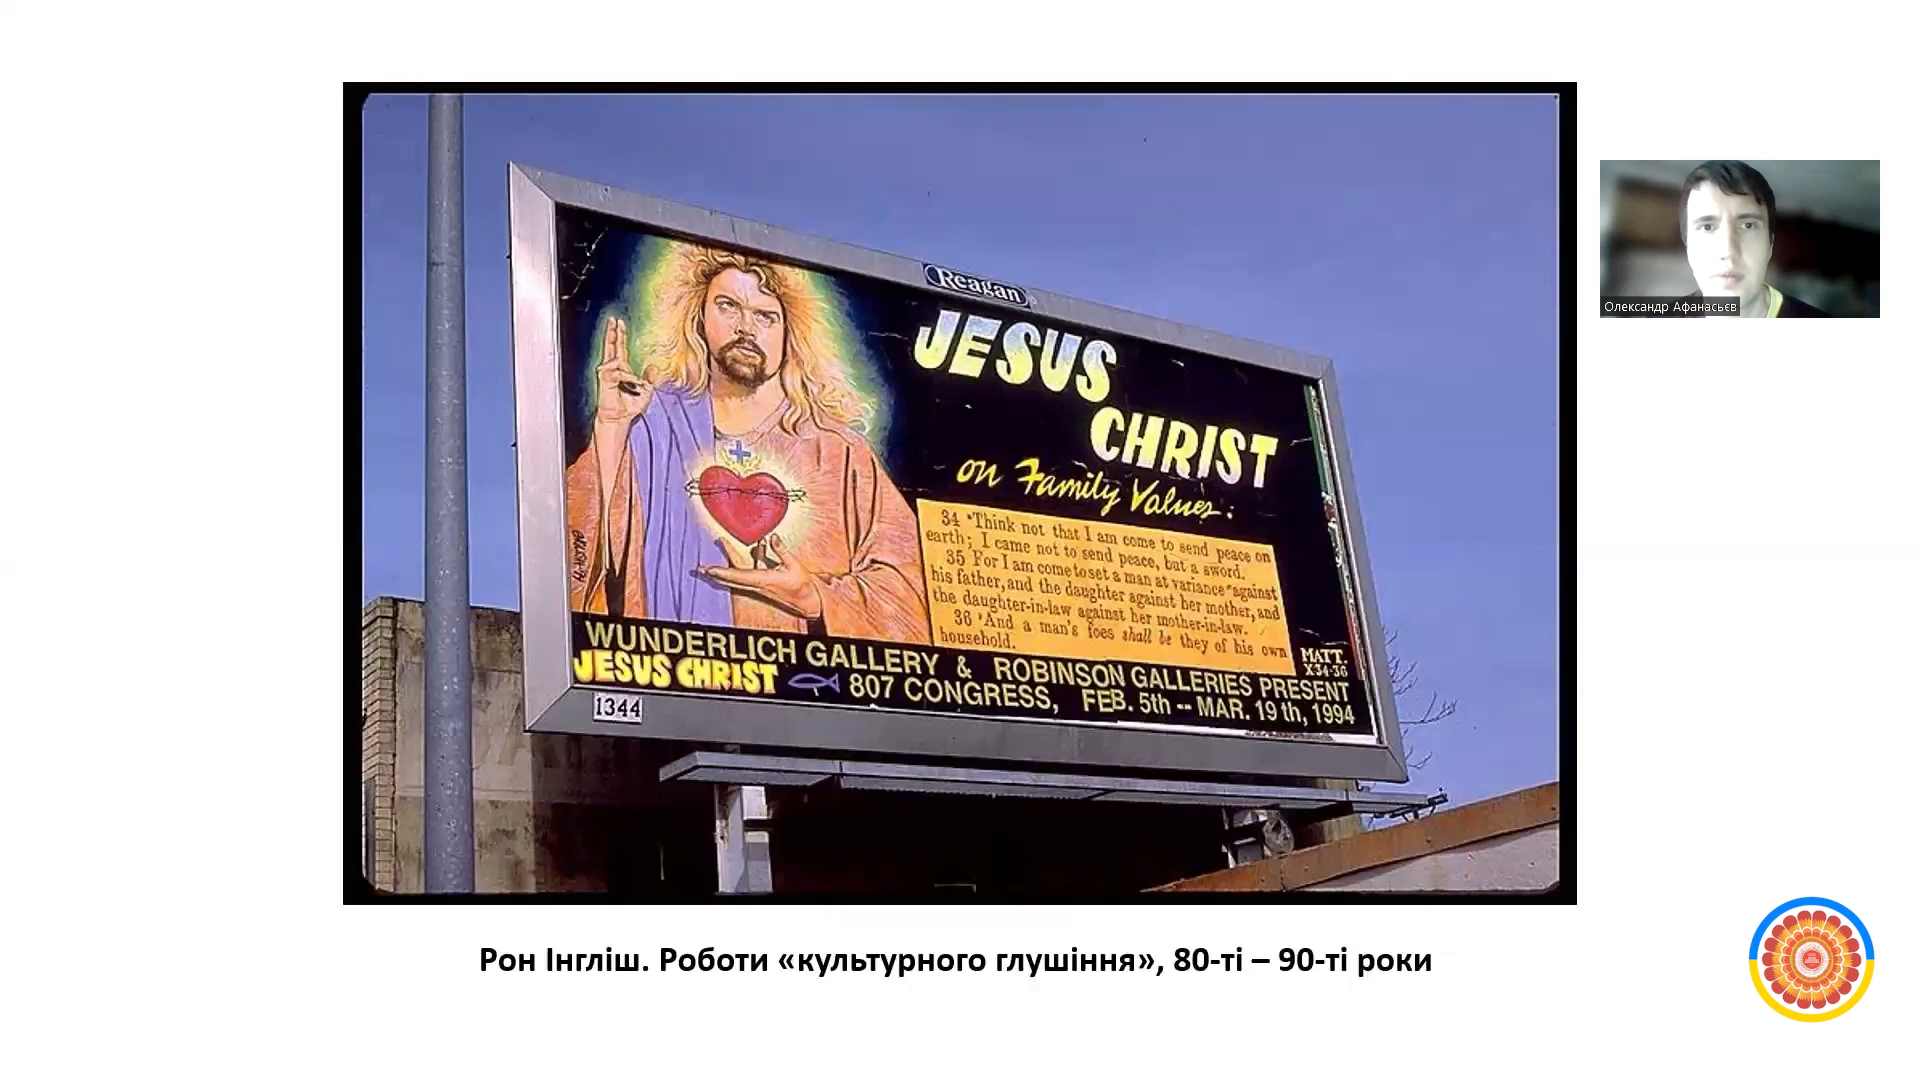 Reagan
JESUS
CHRIST
on Family Values:
34 "Think not that I am come to send peace on
earth; I came not to send peace, but a sword.
35 For I am come to set a man at variance "against
his father, and the daughter against her mother, and
the daughter-in-law against her mother-in-law.
36 'And a man's foes shall be they of his own
household.
MATT.
X34-36
WUNDERLICH GALLERY & ROBINSON GALLERIES PRESENT
JESUS CHRIST 807 CONGRESS, FEB. 5th -- MAR. 19th, 1994
1344
Олександр Афанасьєв
Рон Інгліш. Роботи «культурного глушіння», 80-ті – 90-ті роки